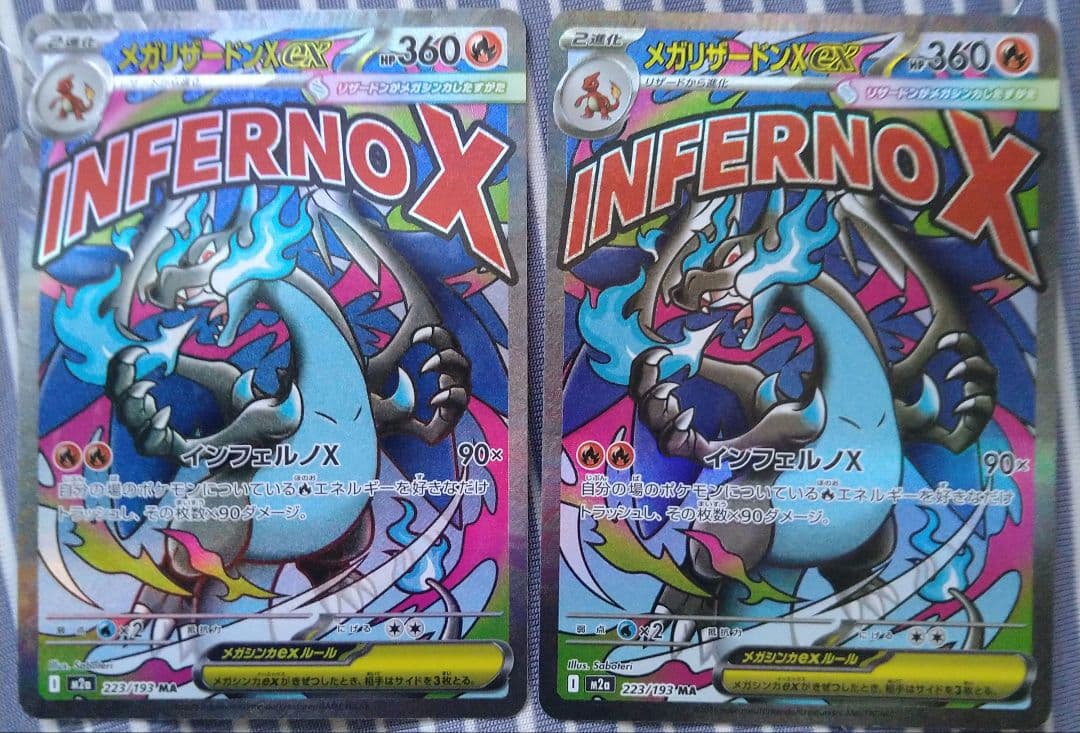 2進化
メガリザードンXex
HP360
リザードンがメガシンカしたすがた
INFERNO X
インフェルノX 90×
自分の場のポケモンについているエネルギーを好きなだけ
トラッシュし、その枚数×90ダメージ。
弱点 ×2 抵抗力 にげる
メガシンカexルール
メガシンカexがきぜつしたとき、相手はサイドを3枚とる。
Illus. Saboteri
I m2a 223/193 MA
2進化
メガリザードンXex
HP360
リザードから進化
リザードンがメガシンカしたすがた
INFERNO X
インフェルノX 90×
自分の場のポケモンについているエネルギーを好きなだけ
トラッシュし、その枚数×90ダメージ。
弱点 ×2 抵抗力 にげる
メガシンカexルール
メガシンカexがきぜつしたとき、相手はサイドを3枚とる。
Illus. Saboteri
I m2a 223/193 MA